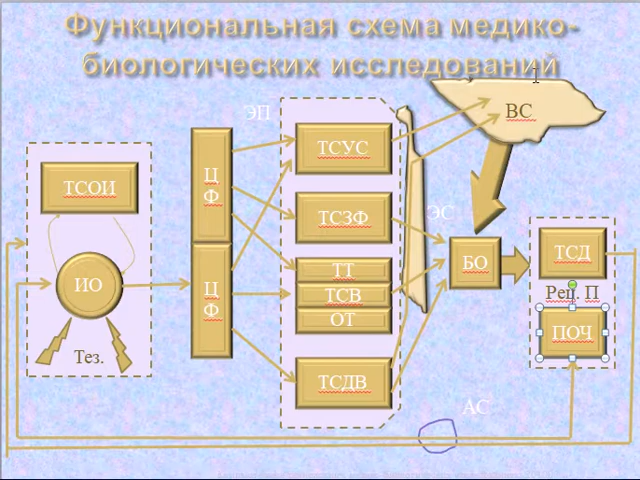 Функциональная схема медико-
биологических исследований
ЭП
ВС
Ц
Ф
ТСУС
ТСОИ
ТСЗФ
ЭС
ТТ
БО
ТСД
ИО
Ц
Ф
ТСВ
Рец. П
ОТ
ПОЧ
Тез.
ТСДВ
АС